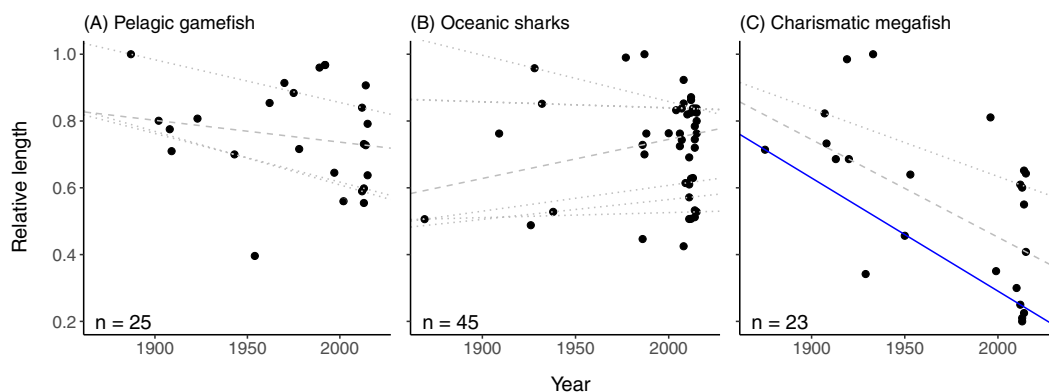 (A) Pelagic gamefish (B) Oceanic sharks (C) Charismatic megafish
Relative length
1.0
0.8
0.6
0.4
0.2
n = 25 n = 45 n = 23
1900 1950 2000 1900 1950 2000 1900 1950 2000
Year